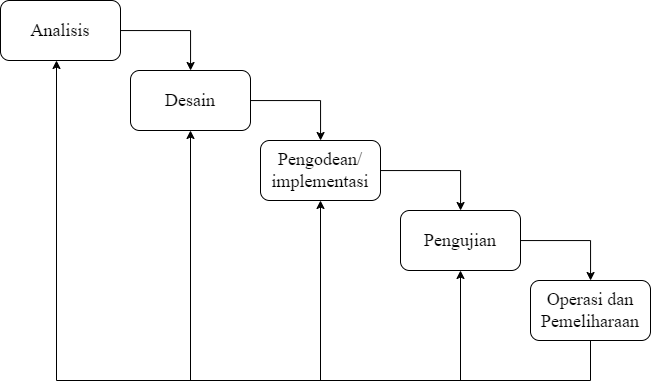 Analisis
Desain
Pengodean/
implementasi
Pengujian
Operasi dan
Pemeliharaan